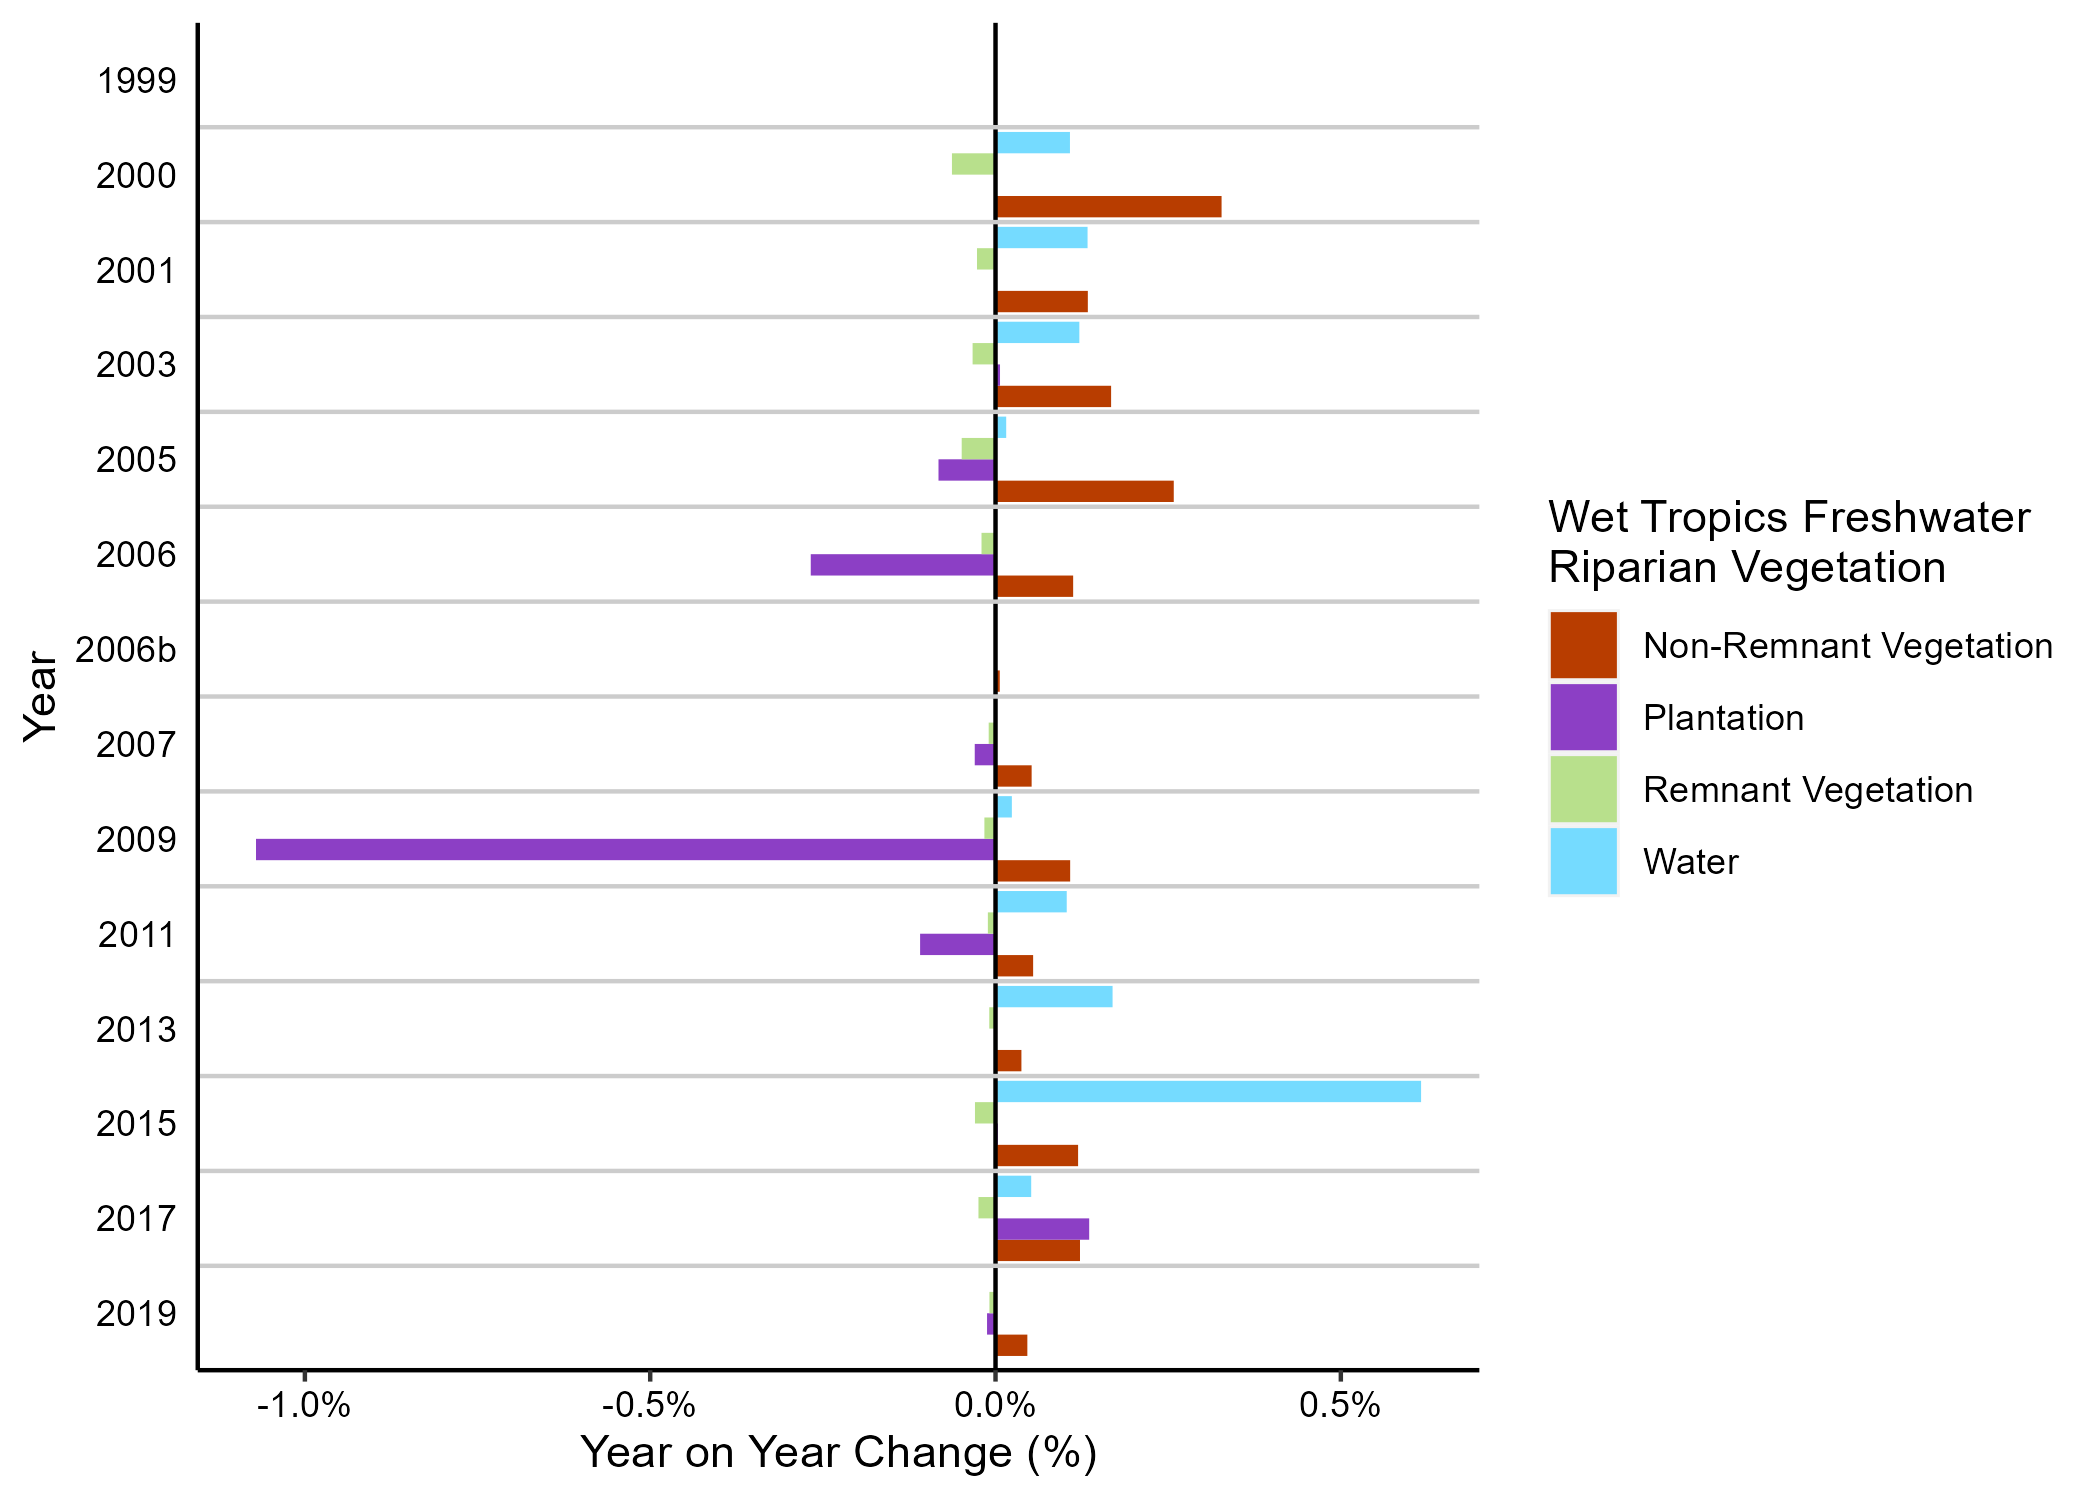 1999
2000
2001
2003
2005
2006
2006b
2007
2009
2011
2013
2015
2017
2019
Year
-1.0%
-0.5%
0.0%
0.5%
Year on Year Change (%)
Wet Tropics Freshwater
Riparian Vegetation
Non-Remnant Vegetation
Plantation
Remnant Vegetation
Water